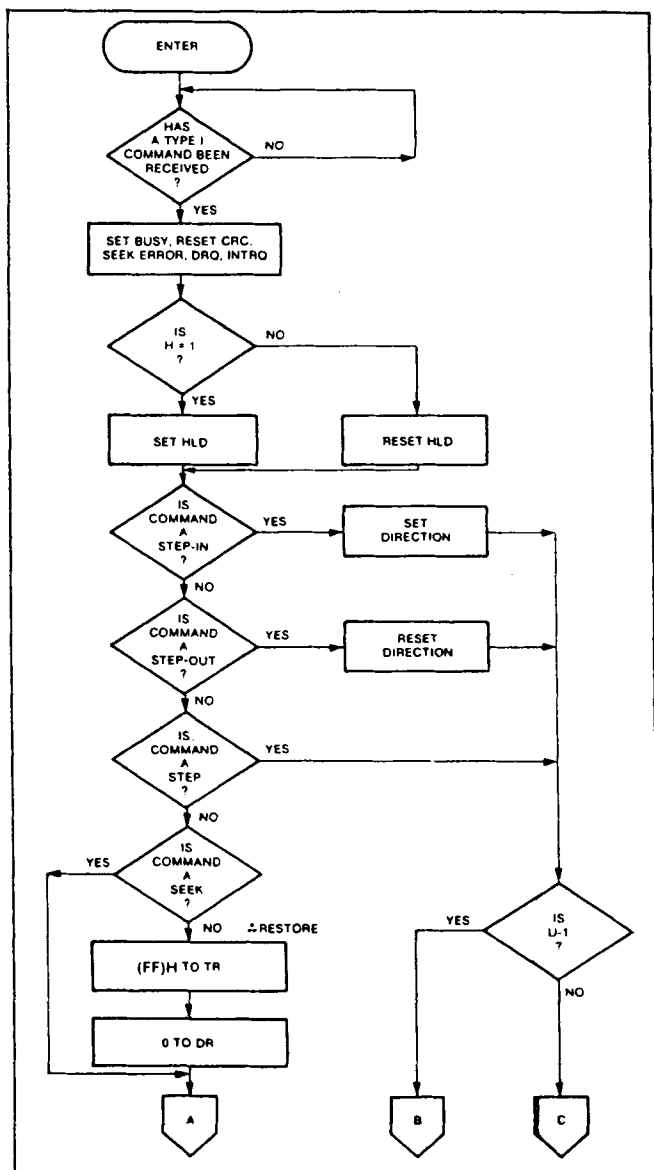 ENTER
HAS
A TYPE I
COMMAND BEEN
RECEIVED
?
NO
YES
SET BUSY, RESET CRC,
SEEK ERROR, DRQ, INTRQ
IS
H = 1
?
NO
YES
SET HLD
RESET HLD
IS
COMMAND
A
STEP-IN
?
YES
SET
DIRECTION
NO
IS
COMMAND
A
STEP-OUT
?
YES
RESET
DIRECTION
NO
IS
COMMAND
A
STEP
?
YES
NO
IS
COMMAND
A
SEEK
?
YES
NO ∴RESTORE
(FF)H TO TR
0 TO DR
IS
U-1
?
YES
NO
A
B
C